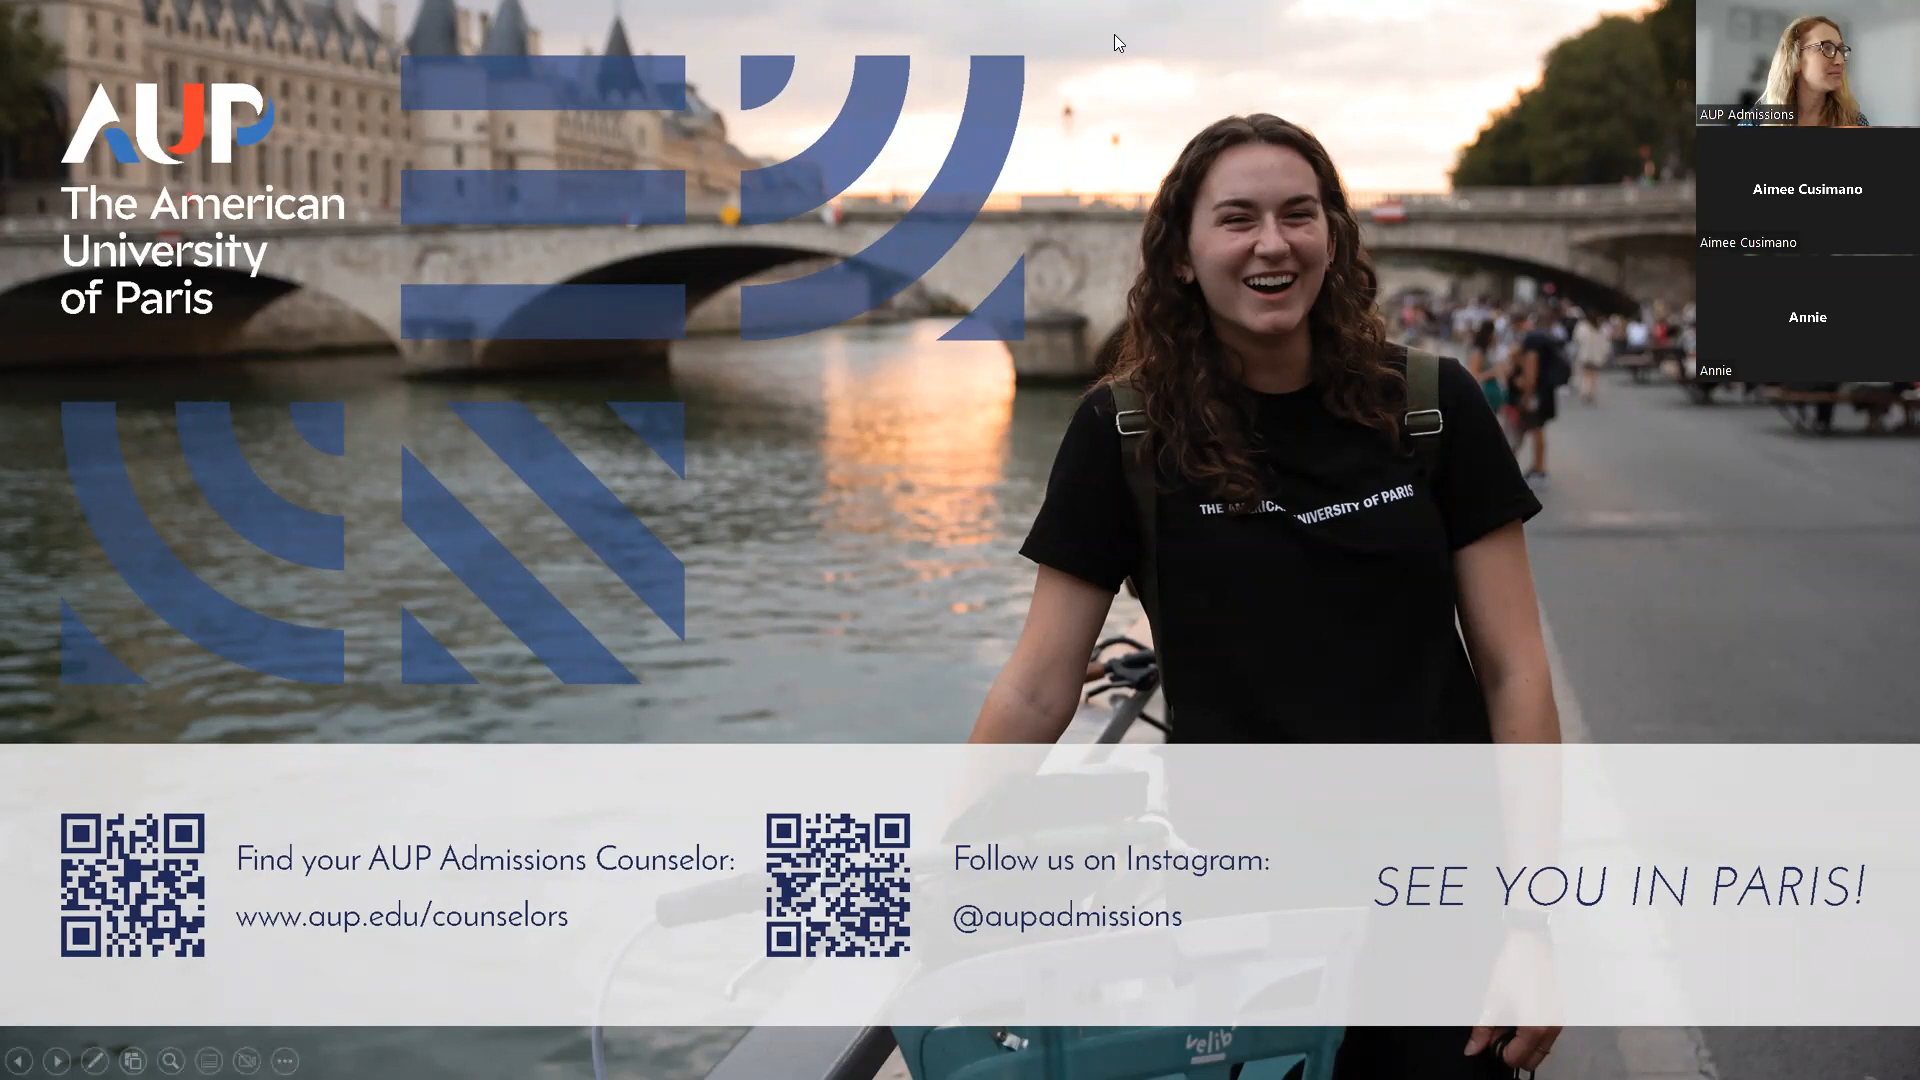 AUP
The American
University
of Paris
THE AMERICA UNIVERSITY OF PARIS
Find your AUP Admissions Counselor:
www.aup.edu/counselors
Follow us on Instagram:
@aupadmissions
SEE YOU IN PARIS!
velib'
AUP Admissions
Aimee Cusimano
Aimee Cusimano
Annie
Annie